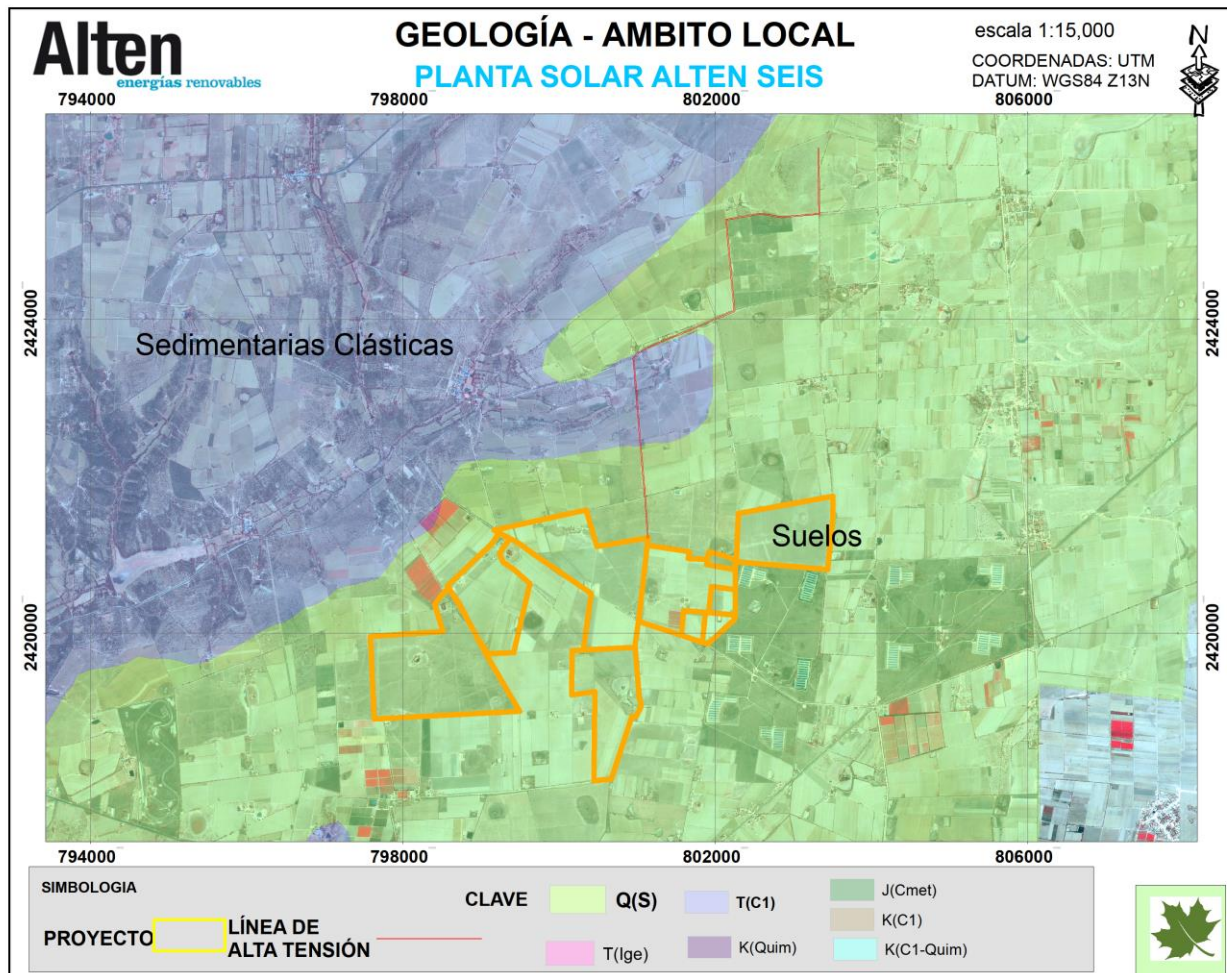 Alten
energías renovables
GEOLOGÍA - AMBITO LOCAL
PLANTA SOLAR ALTEN SEIS
escala 1:15,000
COORDENADAS: UTM
DATUM: WGS84 Z13N
N
794000
798000
802000
806000
2424000
2424000
Sedimentarias Clásticas
Suelos
2420000
2420000
794000
798000
802000
806000
SIMBOLOGIA
PROYECTO
LÍNEA DE
ALTA TENSIÓN
CLAVE
Q(S)
T(C1)
J(Cmet)
K(C1)
T(Ige)
K(Quim)
K(C1-Quim)